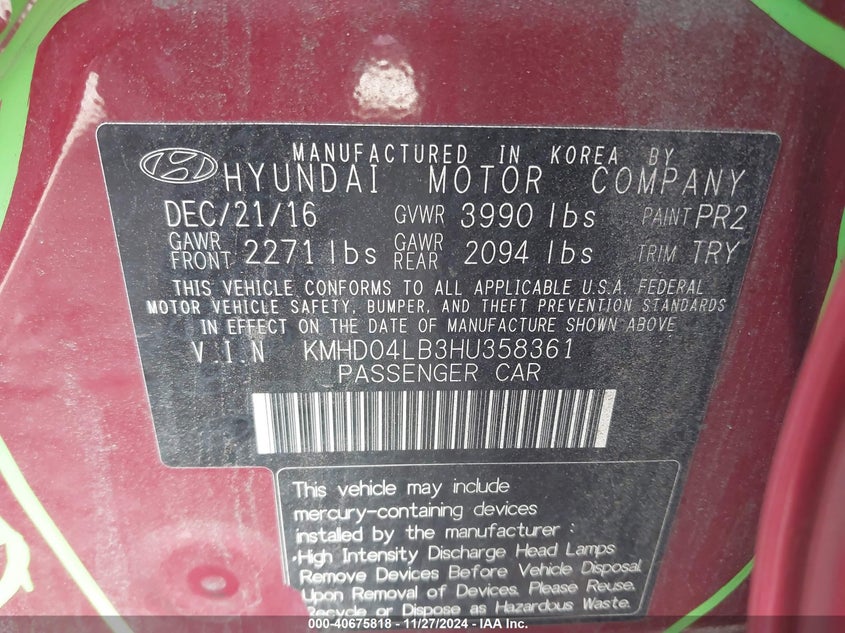 MANUFACTURED IN KOREA BY
HYUNDAI MOTOR COMPANY
DEC/21/16 GVWR 3990 lbs PAINT PR2
GAWR FRONT 2271 lbs GAWR REAR 2094 lbs TRIM TRY
THIS VEHICLE CONFORMS TO ALL APPLICABLE U.S.A. FEDERAL
MOTOR VEHICLE SAFETY, BUMPER, AND THEFT PREVENTION STANDARDS
IN EFFECT ON THE DATE OF MANUFACTURE SHOWN ABOVE
V.I.N KMHD04LB3HU358361
PASSENGER CAR
This vehicle may include
mercury-containing devices
installed by the manufacturer :
·High Intensity Discharge Head Lamps
Remove Devices Before Vehicle Disposal.
Upon Removal of Devices, Please Reuse,
Recycle or Dispose as Hazardous Waste.
000-40675818 - 11/27/2024 - IAA Inc.